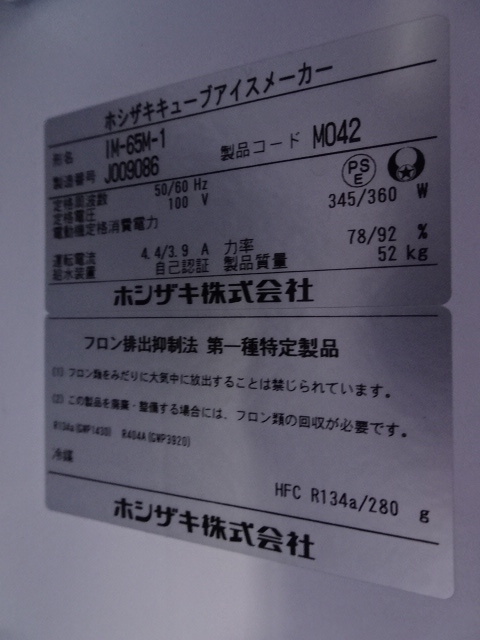 ホシザキキューブアイスメーカー
形名 IM-65M-1
製造番号 J009086 製品コード M042
定格周波数 50/60 Hz
定格電圧 100 V
電動機定格消費電力 345/360 W
運転電流 4.4/3.9 A 力率 78/92 %
給水装置 自己認証 製品質量 52 kg
PS
E
ホシザキ株式会社
フロン排出抑制法 第一種特定製品
(1) フロン類をみだりに大気中に放出することは禁じられています。
(2) この製品を廃棄・整備する場合には、フロン類の回収が必要です。
R134a(GWP1430) R404A(GWP3920)
冷媒 HFC R134a/280 g
ホシザキ株式会社